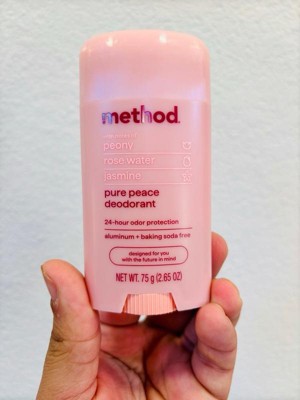 method.
peony
rose water
jasmine
pure peace
deodorant
24-hour odor protection
aluminum + baking soda free
designed for you
with the future in mind
NET WT. 75 g (2.65 OZ)